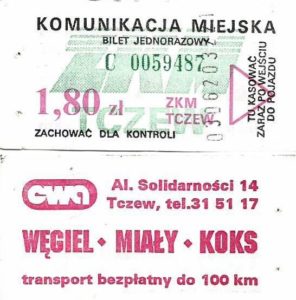 KOMUNIKACJA MIEJSKA
BILET JEDNORAZOWY
C 0059487
1,80 zł
ZKM
TCZEW
TCZEW
ZACHOWAĆ DLA KONTROLI
TU KASOWAĆ
ZARAZ PO WEJŚCIU
DO POJAZDU
Al. Solidarności 14
Tczew, tel.31 51 17
WĘGIEL • MIAŁY • KOKS
transport bezpłatny do 100 km